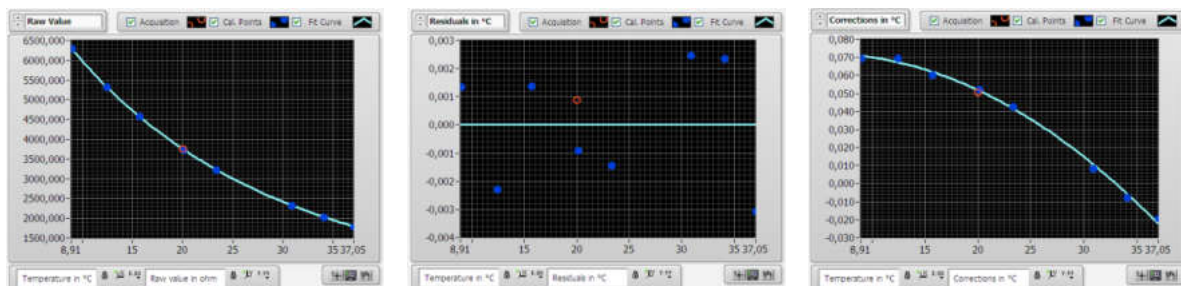 Raw Value
Acquisition
Cal. Points
Fit Curve
6500,000
6000,000
5500,000
5000,000
4500,000
4000,000
3500,000
3000,000
2500,000
2000,000
1500,000
8,91 15 20 25 30 35 37,05
Temperature in °C
Raw value in ohm
Residuals in °C
Acquisition
Cal. Points
Fit Curve
0,003
0,002
0,001
0,000
-0,001
-0,002
-0,003
-0,004
8,91 15 20 25 30 35 37,05
Temperature in °C
Residuals in °C
Corrections in °C
Acquisition
Cal. Points
Fit Curve
0,080
0,070
0,060
0,050
0,040
0,030
0,020
0,010
0,000
-0,010
-0,020
-0,030
8,91 15 20 25 30 35 37,05
Temperature in °C
Corrections in °C